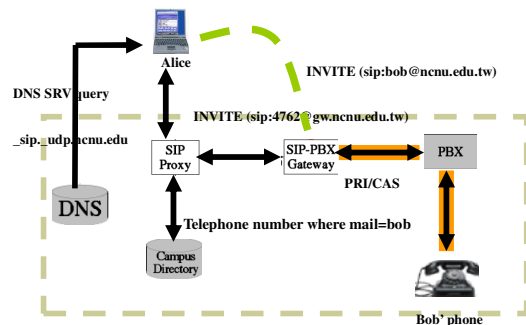 Alice
INVITE (sip:bob@ncnu.edu.tw)
DNS SRV query
INVITE (sip:4762@gw.ncnu.edu.tw)
_sip._udp.ncnu.edu
SIP
Proxy
SIP-PBX
Gateway
PBX
PRI/CAS
DNS
Telephone number where mail=bob
Campus
Directory
Bob' phone